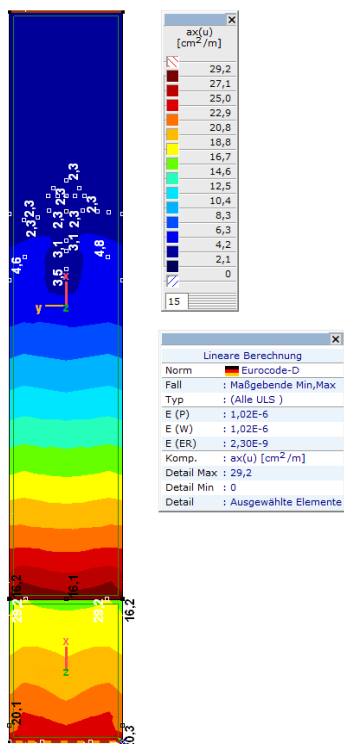 ax(u)
[cm²/m]
29,2
27,1
25,0
22,9
20,8
18,8
16,7
14,6
12,5
10,4
8,3
6,3
4,2
2,1
0
15
Lineare Berechnung
Norm Eurocode-D
Fall : Maßgebende Min,Max
Typ : (Alle ULS )
E (P) : 1,02E-6
E (W) : 1,02E-6
E (ER) : 2,30E-9
Komp. : ax(u) [cm²/m]
Detail Max : 29,2
Detail Min : 0
Detail : Ausgewählte Elemente
2,3
2,3
2,3
2,3
2,3
2,3
2,3
2,3
3,1
3,1
4,6
4,8
3,5
x
y
z
16,2
16,1
29,2
29,2
16,2
x
z
20,1
20,3